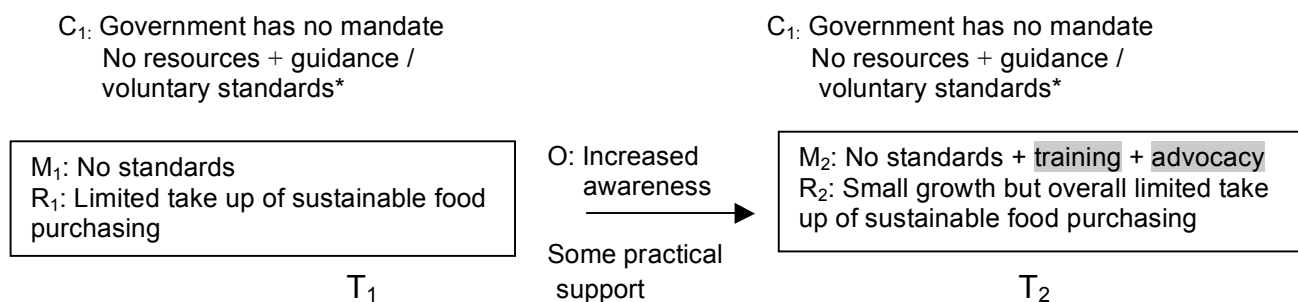 C₁: Government has no mandate
No resources + guidance /
voluntary standards*
M₁: No standards
R₁: Limited take up of sustainable food
purchasing
T₁
O: Increased
awareness
Some practical
support
C₁: Government has no mandate
No resources + guidance /
voluntary standards*
M₂: No standards + training + advocacy
R₂: Small growth but overall limited take
up of sustainable food purchasing
T₂